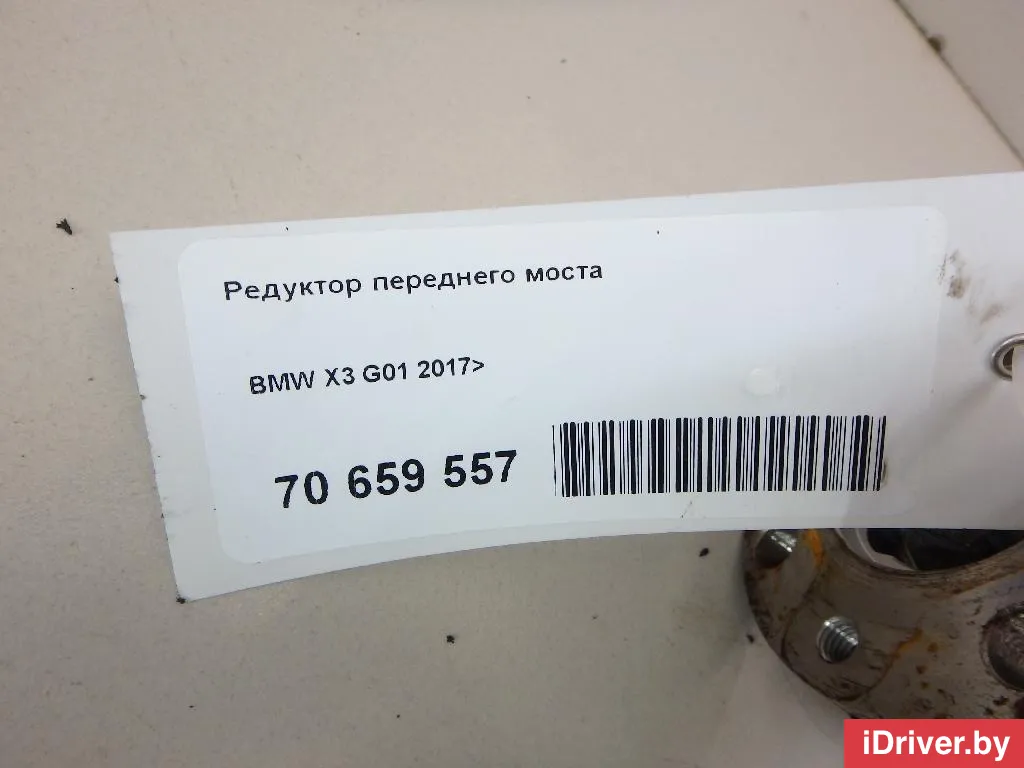 Редуктор переднего моста
BMW X3 G01 2017>
70 659 557
iDriver.by